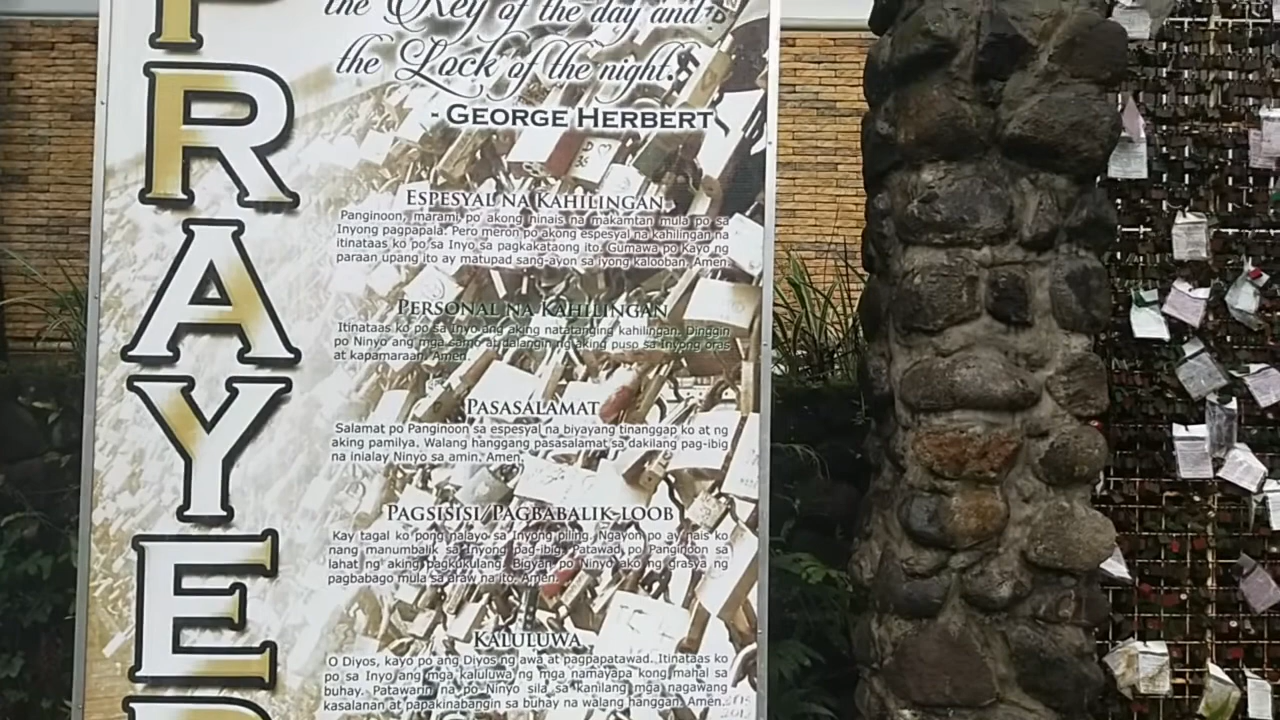 PRAYER
the Key of the day and
the Lock of the night."
- GEORGE HERBERT
ESPESYAL NA KAHILINGAN
Panginoon, marami po akong ninais na makamtan mula po sa
Inyong pagpapala. Pero meron po akong espesyal na kahilingan na
itinataas ko po sa Inyo sa pagkakataong ito. Gumawa po Kayo ng
paraan upang ito ay matupad sang-ayon sa iyong kalooban. Amen.
PERSONAL NA KAHILINGAN
Itinataas ko po sa Inyo ang aking natatanging kahilingan. Dinggin
po Ninyo ang mga samo at dalangin ng aking puso sa Inyong oras
at kapamaraan. Amen.
PASASALAMAT
Salamat po Panginoon sa espesyal na biyayang tinanggap ko at ng
aking pamilya. Walang hanggang pasasalamat sa dakilang pag-ibig
na inialay Ninyo sa amin. Amen.
PAGSISISI/PAGBABALIK-LOOB
Kay tagal ko pong nalayo sa Inyong piling. Ngayon po ay nais ko
nang manumbalik sa Inyong pag-ibig. Patawad po Panginoon sa
lahat ng aking pagkukulang. Bigyan po Ninyo ako ng grasya ng
pagbabago mula sa araw na ito. Amen.
KALULUWA
O Diyos, kayo po ang Diyos ng awa at pagpapatawad. Itinataas ko
po sa Inyo ang mga kaluluwa ng mga namayapa kong mahal sa
buhay. Patawarin na po Ninyo sila sa kanilang mga nagawang
kasalanan at papakinabangin sa buhay na walang hanggan. Amen.